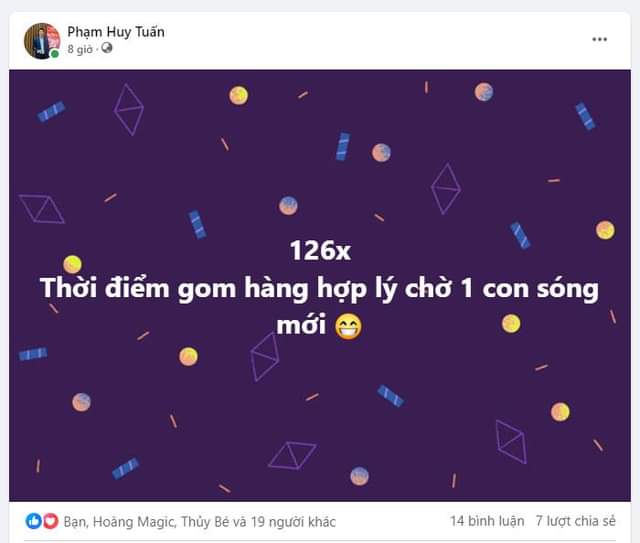 Phạm Huy Tuấn
8 giờ ·
126x
Thời điểm gom hàng hợp lý chờ 1 con sóng
mới 😁
Bạn, Hoàng Magic, Thủy Bé và 19 người khác
14 bình luận 7 lượt chia sẻ